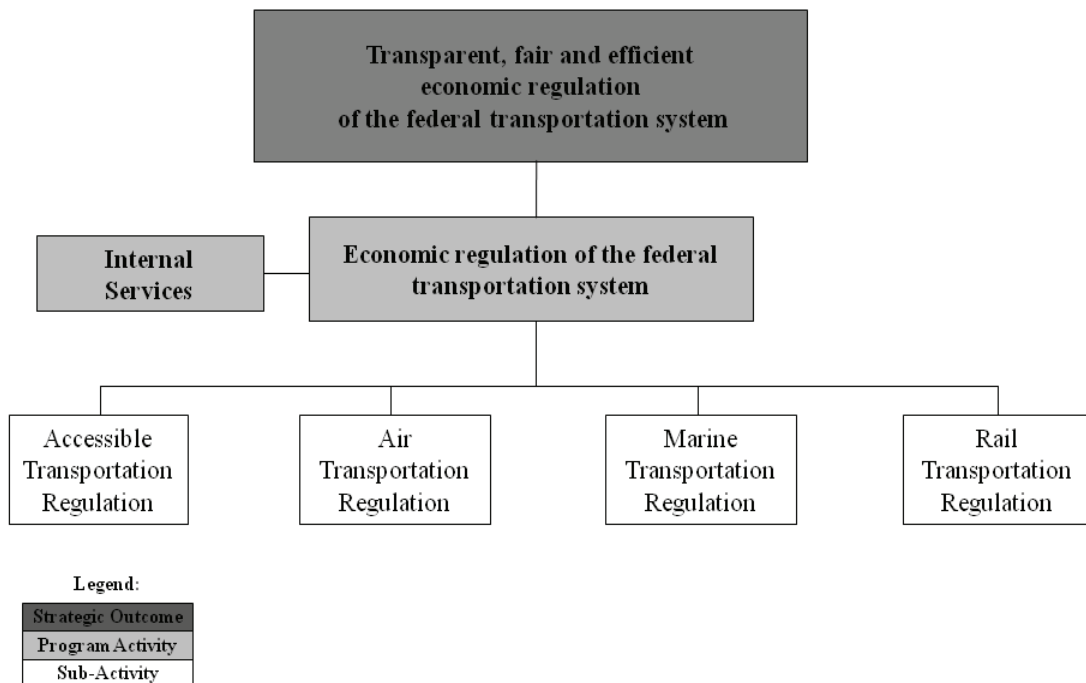 Transparent, fair and efficient
economic regulation
of the federal transportation system
Internal
Services
Economic regulation of the federal
transportation system
Accessible
Transportation
Regulation
Air
Transportation
Regulation
Marine
Transportation
Regulation
Rail
Transportation
Regulation
Legend:
Strategic Outcome
Program Activity
Sub-Activity